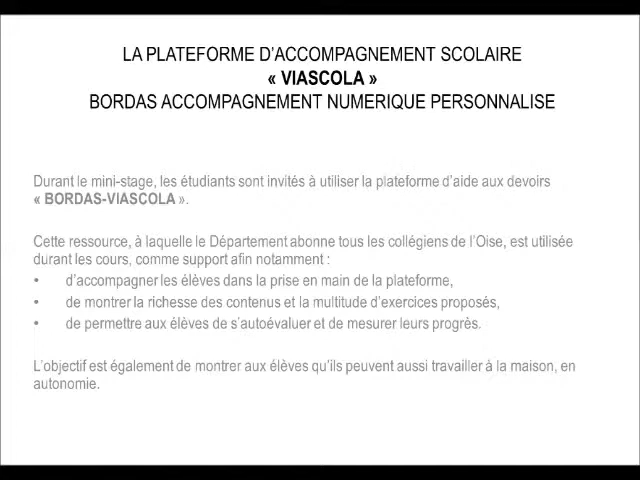 LA PLATEFORME D'ACCOMPAGNEMENT SCOLAIRE
« VIASCOLA »
BORDAS ACCOMPAGNEMENT NUMERIQUE PERSONNALISE
Durant le mini-stage, les étudiants sont invités à utiliser la plateforme d'aide aux devoirs
« BORDAS-VIASCOLA ».
Cette ressource, à laquelle le Département abonne tous les collégiens de l'Oise, est utilisée
durant les cours, comme support afin notamment :
• d'accompagner les élèves dans la prise en main de la plateforme,
• de montrer la richesse des contenus et la multitude d'exercices proposés,
• de permettre aux élèves de s'autoévaluer et de mesurer leurs progrès.
L'objectif est également de montrer aux élèves qu'ils peuvent aussi travailler à la maison, en
autonomie.